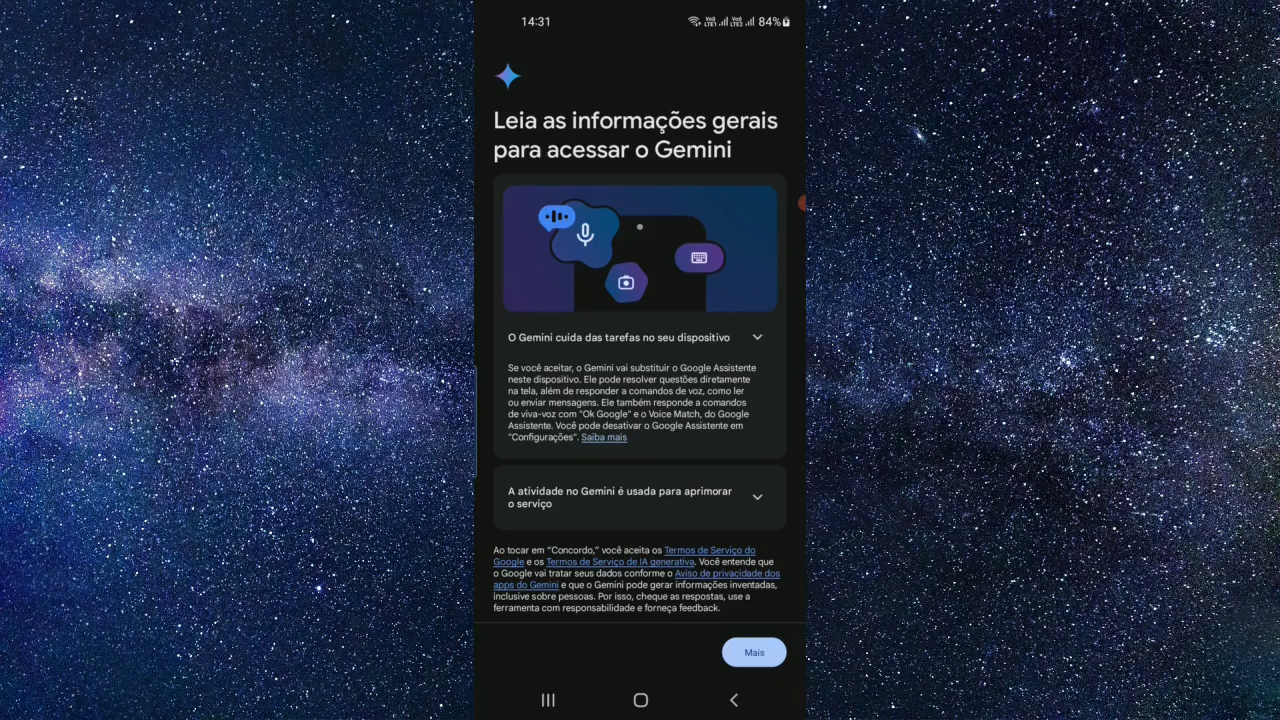 14:31
Vo) LTE1 Vo) LTE2 84%
Leia as informações gerais
para acessar o Gemini
O Gemini cuida das tarefas no seu dispositivo
Se você aceitar, o Gemini vai substituir o Google Assistente
neste dispositivo. Ele pode resolver questões diretamente
na tela, além de responder a comandos de voz, como ler
ou enviar mensagens. Ele também responde a comandos
de viva-voz com "Ok Google" e o Voice Match, do Google
Assistente. Você pode desativar o Google Assistente em
"Configurações". Saiba mais
A atividade no Gemini é usada para aprimorar
o serviço
Ao tocar em “Concordo,” você aceita os Termos de Serviço do
Google e os Termos de Serviço de IA generativa. Você entende que
o Google vai tratar seus dados conforme o Aviso de privacidade dos
apps do Gemini e que o Gemini pode gerar informações inventadas,
inclusive sobre pessoas. Por isso, cheque as respostas, use a
ferramenta com responsabilidade e forneça feedback.
Mais